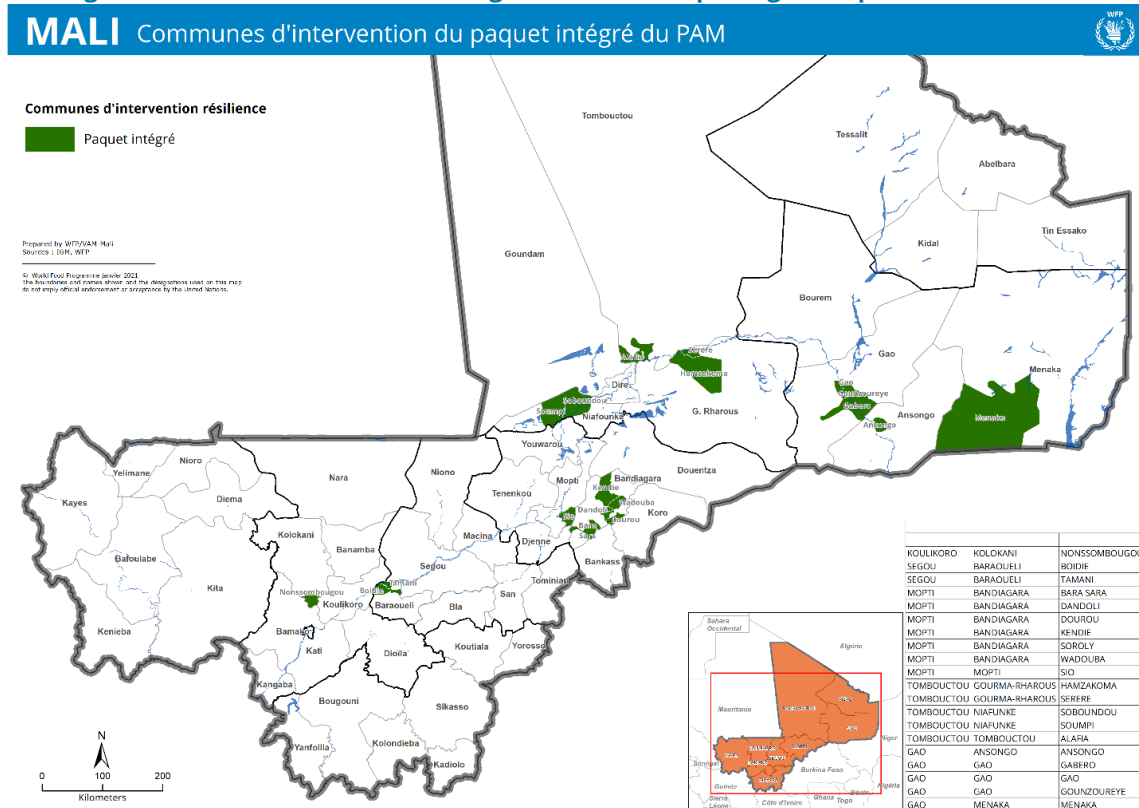 MALI Communes d'intervention du paquet intégré du PAM
WFP
Communes d'intervention résilience
Paquet intégré
Prepared by WFP/VAM-Mali
Sources : IGM, WFP
© World Food Programme janvier 2021
The boundaries and names shown and the designations used on this map
do not imply official endorsement or acceptance by the United Nations.
Tombouctou
Tessalit
Abeïbara
Goundam
Kidal
Tin Essako
Bourem
Gao
Menaka
Serere
Hamzakoma
Alafia
Dire
Gao
Gounzoureye
Gabero
Ansongo
Ansongo
Menaka
Soboundou
Soumpi
Niafounke
G. Rharous
Youwarou
Douentza
Nioro
Yelimane
Nara
Niono
Mopti
Bandiagara
Kendie
Kayes
Diema
Tenenkou
Wadouba
Dandoli
Koro
Sio
Dourou
Bara
Sara
Kolokani
Macina
Djenne
Bafoulabe
Banamba
Bankass
Segou
Tominian
Kita
Tamani
Boidie
Nonssombougou
Koulikoro
Baraoueli
San
Bla
Kenieba
Bamako
Kati
Dioila
Koutiala
Yorosso
Kangaba
Bougouni
Sikasso
Yanfolila
Kolondieba
Kadiolo
N
0 100 200
Kilometers
Sahara
Occidental
Algérie
Mauritania
Niger
Sénégal
Burkina Faso
Nigéria
Guinée
Bénin
Ghana
Togo
Sierra
Léone
Côte d'Ivoire
KOULIKORO KOLOKANI NONSSOMBOUGOU
SEGOU BARAOUELI BOIDIE
SEGOU BARAOUELI TAMANI
MOPTI BANDIAGARA BARA SARA
MOPTI BANDIAGARA DANDOLI
MOPTI BANDIAGARA DOUROU
MOPTI BANDIAGARA KENDIE
MOPTI BANDIAGARA SOROLY
MOPTI BANDIAGARA WADOUBA
MOPTI MOPTI SIO
TOMBOUCTOU GOURMA-RHAROUS HAMZAKOMA
TOMBOUCTOU GOURMA-RHAROUS SERERE
TOMBOUCTOU NIAFUNKE SOBOUNDOU
TOMBOUCTOU NIAFUNKE SOUMPI
TOMBOUCTOU TOMBOUCTOU ALAFIA
GAO ANSONGO ANSONGO
GAO GAO GABERO
GAO GAO GAO
GAO GAO GOUNZOUREYE
GAO MENAKA MENAKA